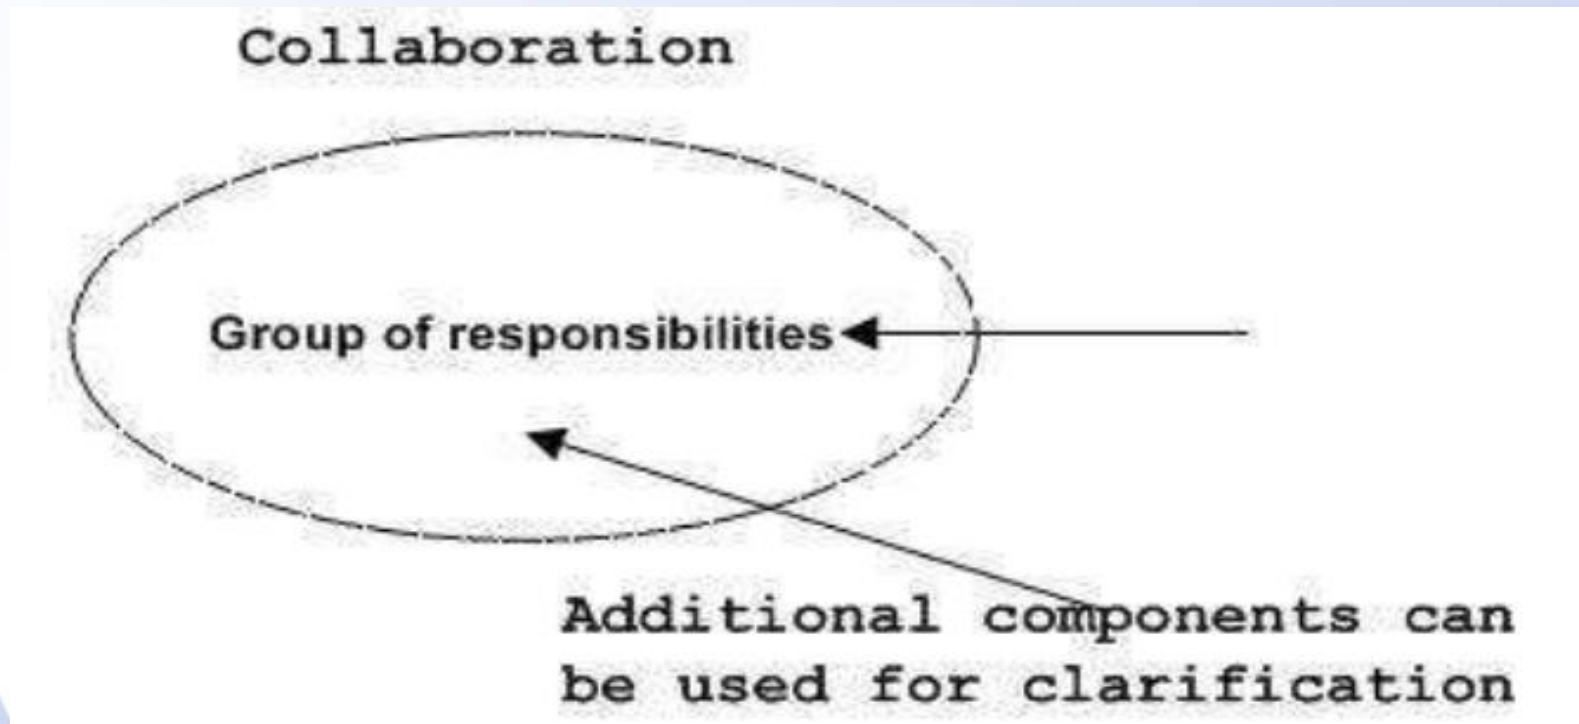 Collaboration
Group of responsibilities
Additional components can
be used for clarification